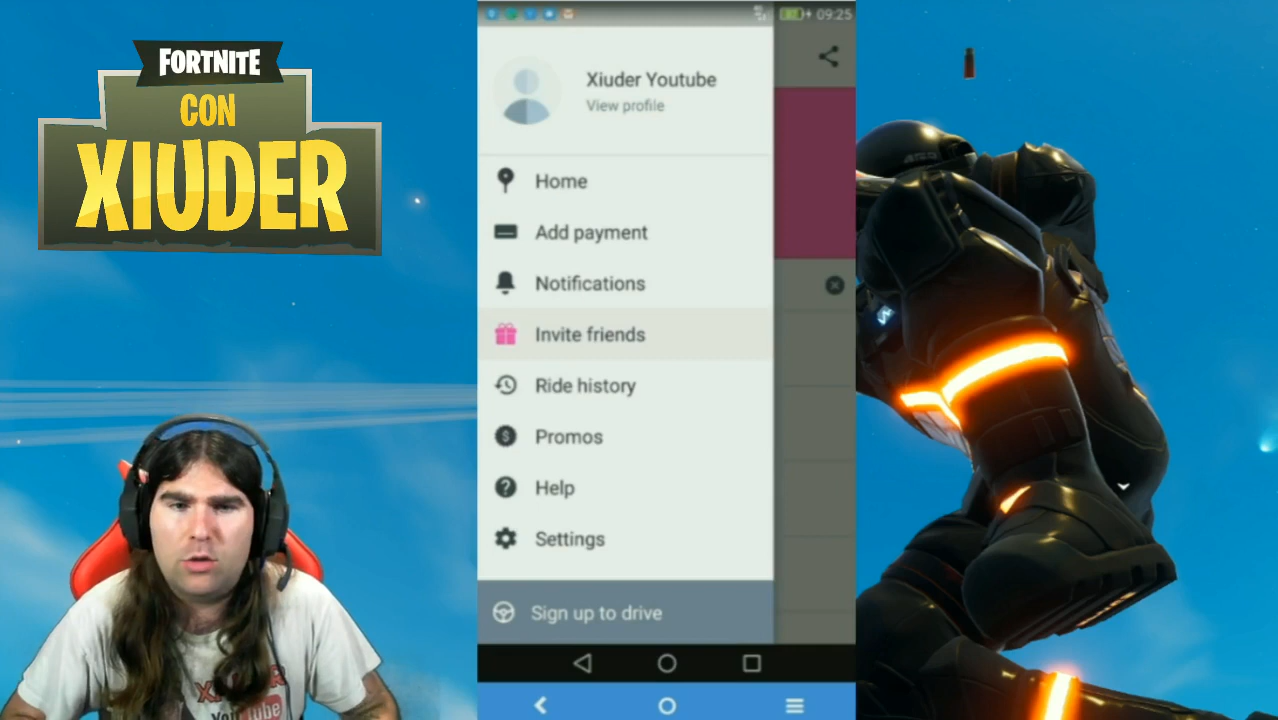 FORTNITE
CON
XIUDER
09:25
Xiuder Youtube
View profile
Home
Add payment
Notifications
Invite friends
Ride history
Promos
Help
Settings
Sign up to drive
YouTube